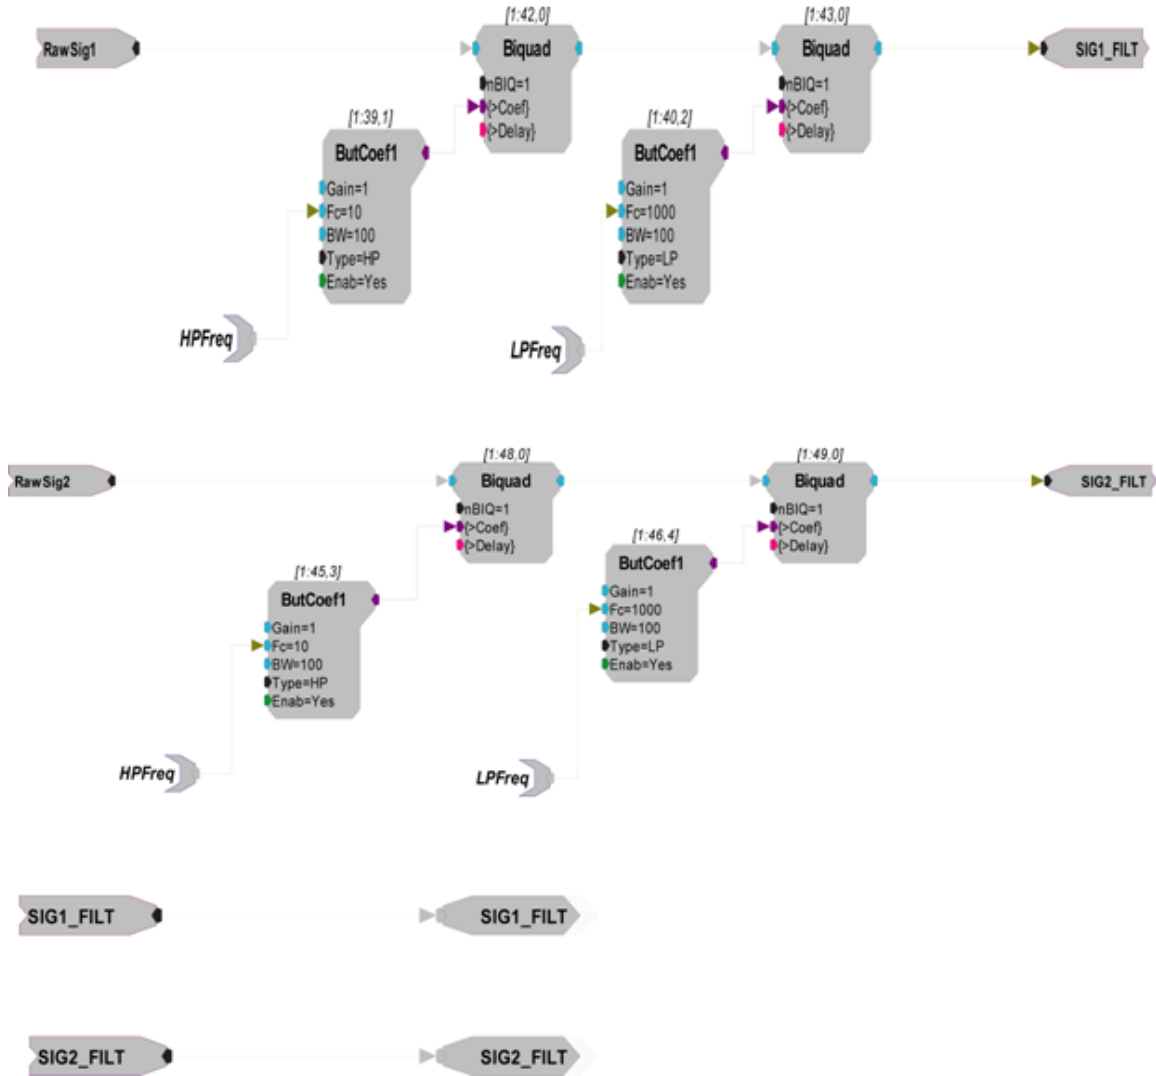 [1:42,0]
[1:43,0]
RawSig1
Biquad
Biquad
SIG1_FILT
nBIQ=1
nBIQ=1
{>Coef}
{>Coef}
[1:39,1]
[1:40,2]
{>Delay}
{>Delay}
ButCoef1
ButCoef1
Gain=1
Gain=1
Fc=10
Fc=1000
BW=100
BW=100
Type=HP
Type=LP
Enab=Yes
Enab=Yes
HPFreq
LPFreq
[1:48,0]
[1:49,0]
RawSig2
Biquad
Biquad
SIG2_FILT
nBIQ=1
nBIQ=1
{>Coef}
{>Coef}
[1:46,4]
{>Delay}
{>Delay}
ButCoef1
[1:45,3]
Gain=1
ButCoef1
Fc=1000
Gain=1
BW=100
Fc=10
Type=LP
BW=100
Enab=Yes
Type=HP
Enab=Yes
HPFreq
LPFreq
SIG1_FILT
SIG1_FILT
SIG2_FILT
SIG2_FILT